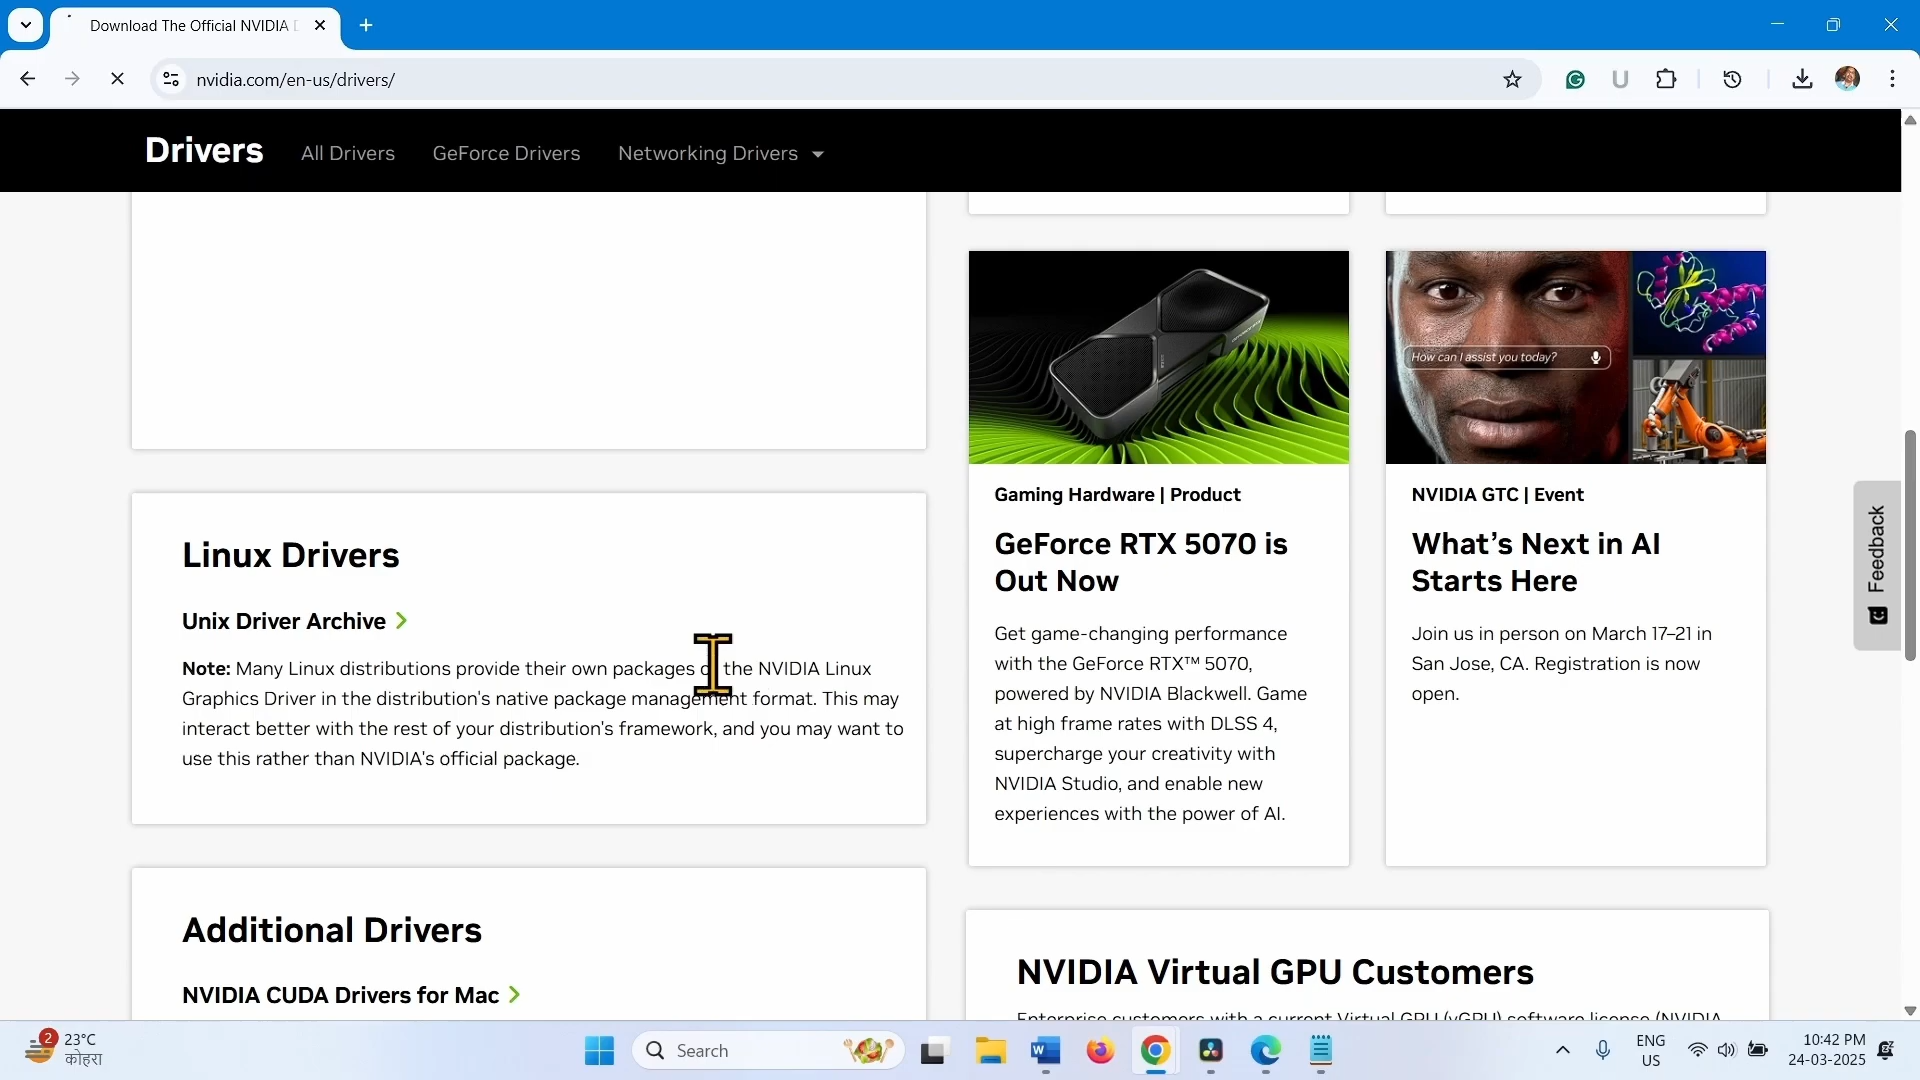 Download The Official NVIDIA
nvidia.com/en-us/drivers/
Drivers
All Drivers
GeForce Drivers
Networking Drivers
Linux Drivers
Unix Driver Archive
Note: Many Linux distributions provide their own packages the NVIDIA Linux
Graphics Driver in the distribution's native package management format. This may
interact better with the rest of your distribution's framework, and you may want to
use this rather than NVIDIA's official package.
Additional Drivers
NVIDIA CUDA Drivers for Mac
Gaming Hardware | Product
GeForce RTX 5070 is
Out Now
Get game-changing performance
with the GeForce RTX™ 5070,
powered by NVIDIA Blackwell. Game
at high frame rates with DLSS 4,
supercharge your creativity with
NVIDIA Studio, and enable new
experiences with the power of AI.
How can I assist you today?
NVIDIA GTC | Event
What's Next in AI
Starts Here
Join us in person on March 17–21 in
San Jose, CA. Registration is now
open.
NVIDIA Virtual GPU Customers
Enterprise customers with a current Virtual GPU (vGPU) software license (NVIDIA
Feedback
2
23°C
कोहरा
Search
ENG
US
10:42 PM
24-03-2025